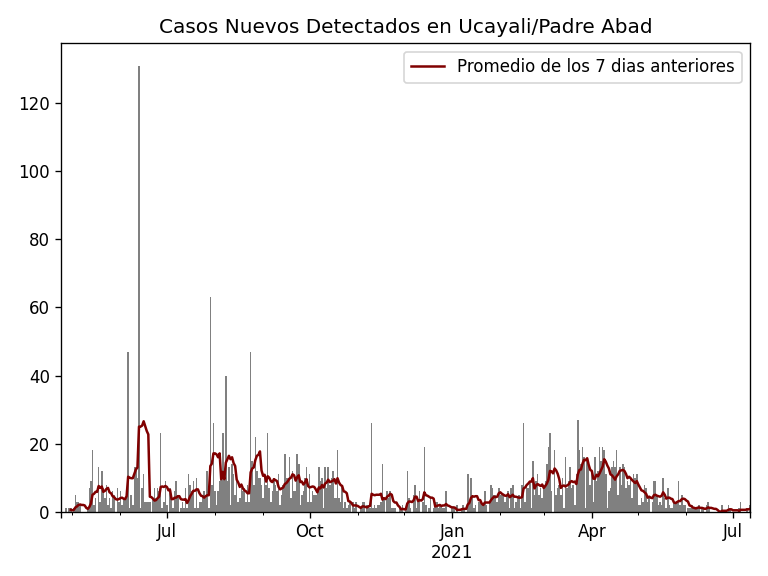 Casos Nuevos Detectados en Ucayali/Padre Abad
Promedio de los 7 dias anteriores
120
100
80
60
40
20
0
Jul Oct Jan Apr Jul
2021